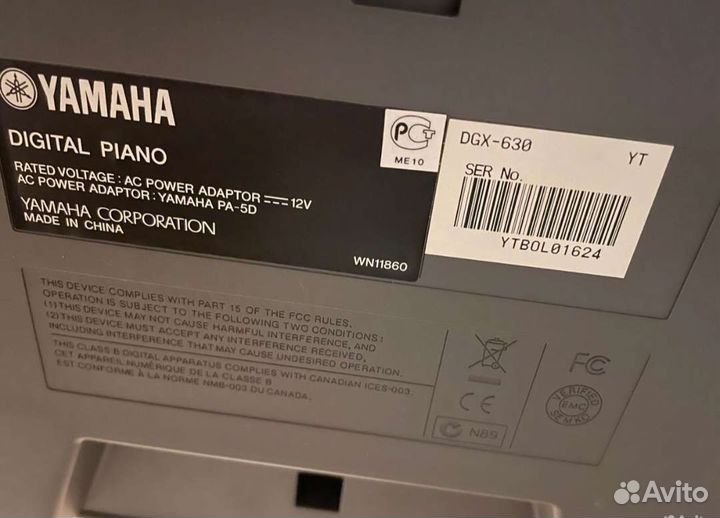 YAMAHA
DIGITAL PIANO
RATED VOLTAGE : AC POWER ADAPTOR 12V
AC POWER ADAPTOR : YAMAHA PA-5D
YAMAHA CORPORATION
MADE IN CHINA
WN11860
РСТ
ME10
DGX-630
YT
SER No.
YTBOL01624
THIS DEVICE COMPLIES WITH PART 15 OF THE FCC RULES.
OPERATION IS SUBJECT TO THE FOLLOWING TWO CONDITIONS:
(1) THIS DEVICE MAY NOT CAUSE HARMFUL INTERFERENCE,
(2) THIS DEVICE MUST ACCEPT ANY INTERFERENCE RECEIVED,
INCLUDING INTERFERENCE THAT MAY CAUSE UNDESIRED OPERATION.
THIS CLASS B DIGITAL APPARATUS COMPLIES WITH CANADIAN ICES-003.
CET APPAREIL NUMÉRIQUE DE LA CLASSE B
EST CONFORME À LA NORME NMB-003 DU CANADA.
CE
N89
FC
VERIFIED
EMC
SEMKO
Avito
Avito